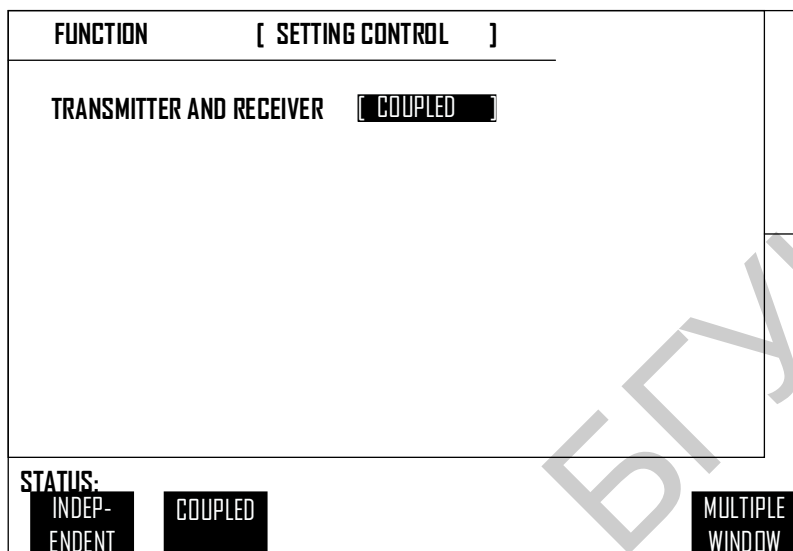 FUNCTION [ SETTING CONTROL ]
TRANSMITTER AND RECEIVER [ COUPLED ]
STATUS:
INDEP-
ENDENT
COUPLED
MULTIPLE
WINDOW